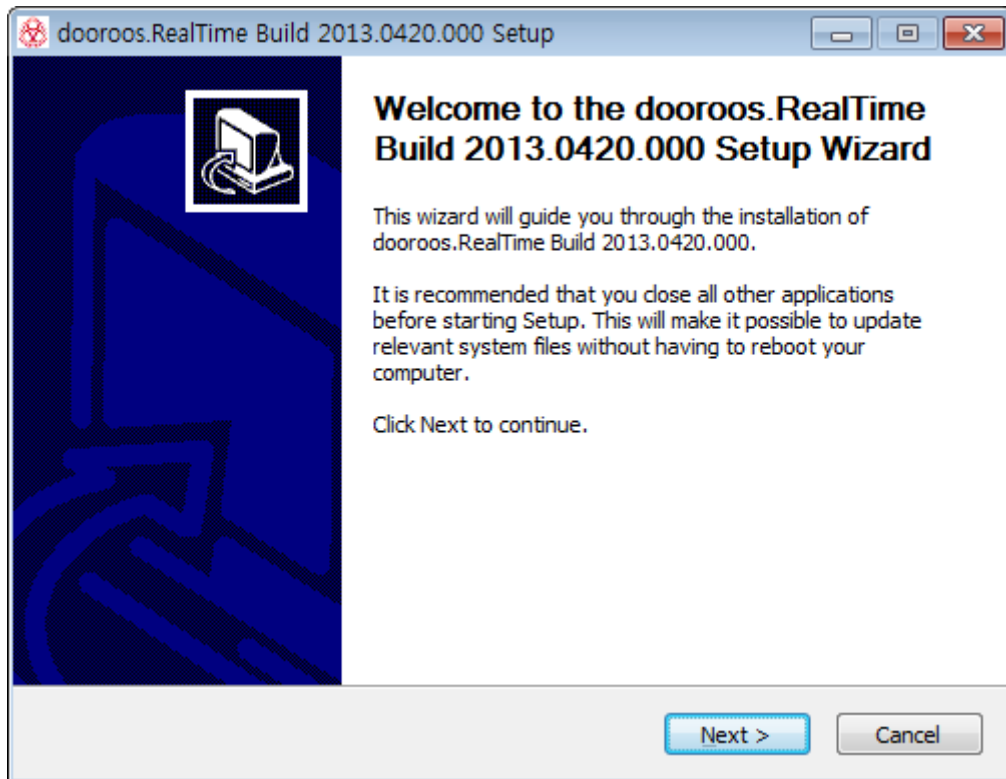 dooroos.RealTime Build 2013.0420.000 Setup
Welcome to the dooroos.RealTime
Build 2013.0420.000 Setup Wizard
This wizard will guide you through the installation of
dooroos.RealTime Build 2013.0420.000.
It is recommended that you close all other applications
before starting Setup. This will make it possible to update
relevant system files without having to reboot your
computer.
Click Next to continue.
Next >
Cancel